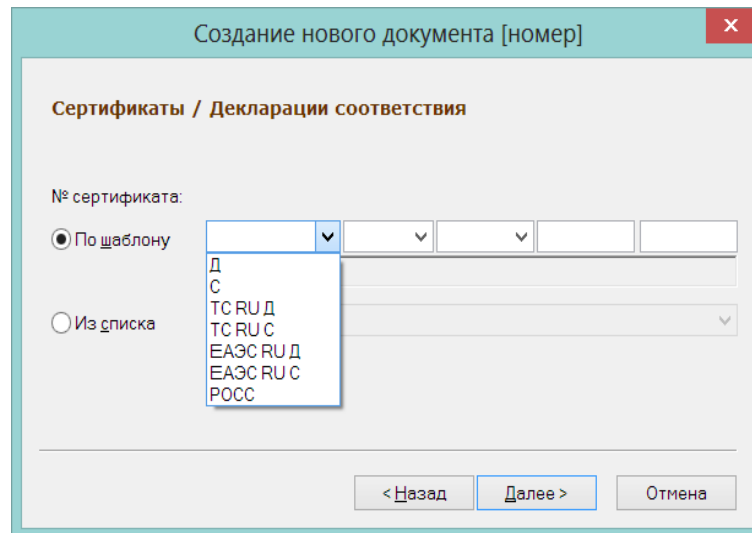 Создание нового документа [номер]
x
Сертификаты / Декларации соответствия
№ сертификата:
По шаблону
Д
С
ТС RU Д
ТС RU С
ЕАЭС RU Д
ЕАЭС RU С
РОСС
Из списка
< Назад Далее > Отмена